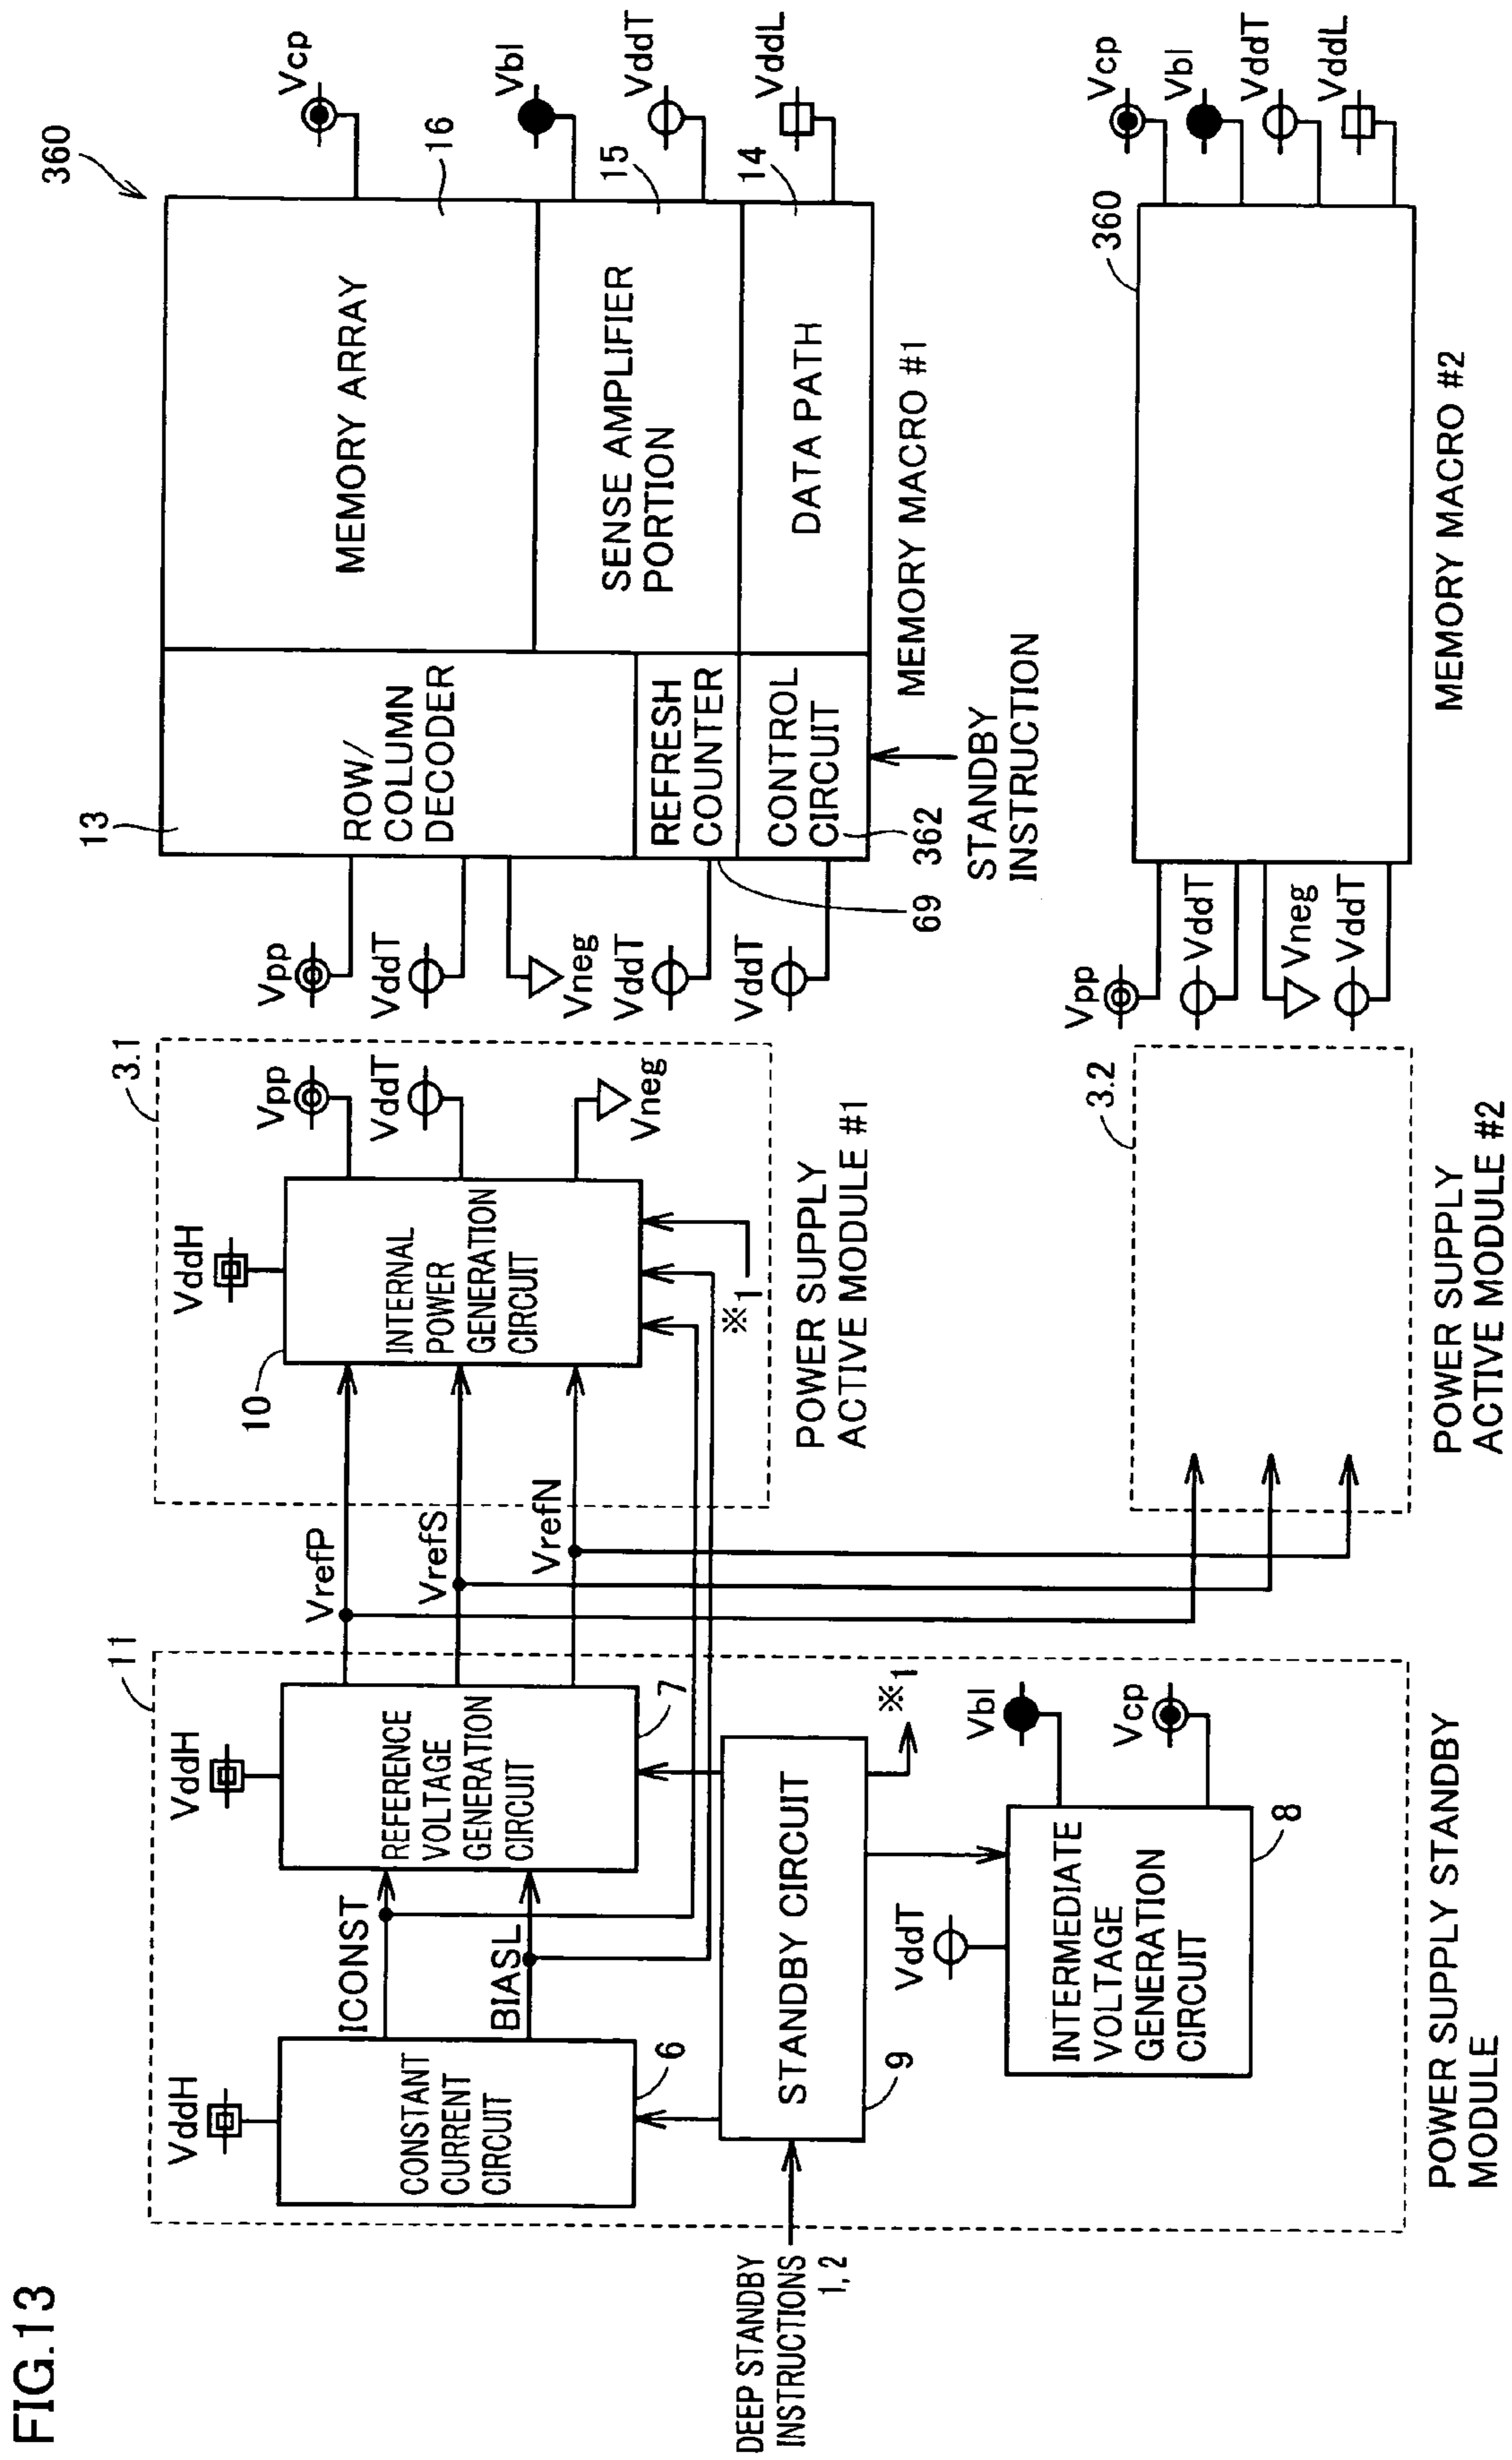 FIG.13
DEEP STANDBY
INSTRUCTIONS
1, 2
11
VddH
CONSTANT
CURRENT
CIRCUIT
6
ICONST
BIASL
VddH
REFERENCE
VOLTAGE
GENERATION
CIRCUIT
7
STANDBY CIRCUIT
9
※1
VddT
INTERMEDIATE
VOLTAGE
GENERATION
CIRCUIT
8
Vbl
Vcp
POWER SUPPLY STANDBY
MODULE
VrefP
VrefS
VrefN
3.1
VddH
10
INTERNAL
POWER
GENERATION
CIRCUIT
※1
Vpp
VddT
Vneg
POWER SUPPLY
ACTIVE MODULE #1
3.2
POWER SUPPLY
ACTIVE MODULE #2
360
Vpp
VddT
Vneg
VddT
VddT
13
ROW/
COLUMN
DECODER
REFRESH
COUNTER
69
CONTROL
CIRCUIT
362
MEMORY ARRAY
16
SENSE AMPLIFIER
PORTION
15
DATA PATH
14
Vcp
Vbl
VddT
VddL
MEMORY MACRO #1
STANDBY
INSTRUCTION
Vpp
VddT
Vneg
VddT
360
Vcp
Vbl
VddT
VddL
MEMORY MACRO #2